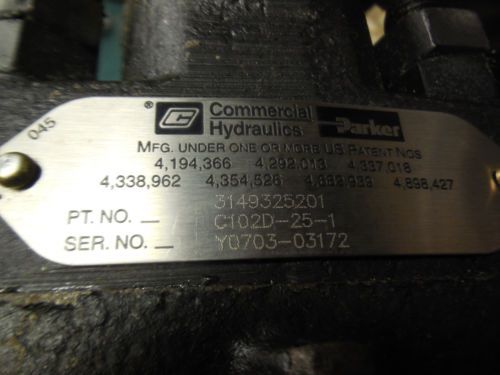 045
® C Commercial Hydraulics Parker
MFG. UNDER ONE OR MORE US PATENT NOS
4,194,366 4,292,013 4,337,018
4,338,962 4,354,526 4,898,427
3149325201
PT. NO. C102D-25-1
SER. NO. Y0703-03172